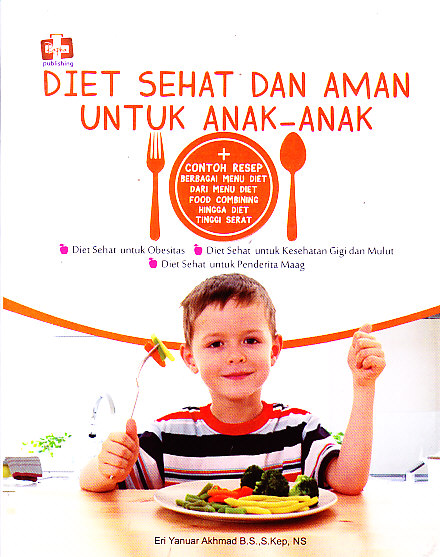 publishing
DIET SEHAT DAN AMAN
UNTUK ANAK-ANAK
+
CONTOH RESEP
BERBAGAI MENU DIET
DARI MENU DIET
FOOD COMBINING
HINGGA DIET
TINGGI SERAT
Diet Sehat untuk Obesitas Diet Sehat untuk Kesehatan Gigi dan Mulut
Diet Sehat untuk Penderita Maag
Eri Yanuar Akhmad B.S.,S.Kep, NS